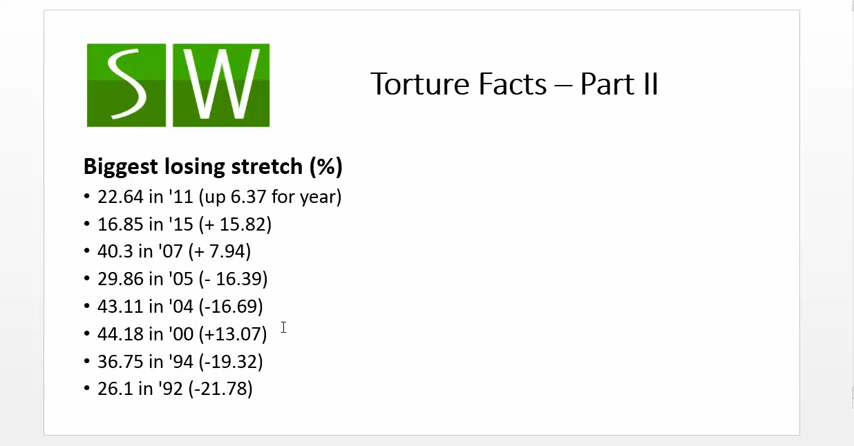 SW
Torture Facts – Part II
Biggest losing stretch (%)
• 22.64 in '11 (up 6.37 for year)
• 16.85 in '15 (+ 15.82)
• 40.3 in '07 (+ 7.94)
• 29.86 in '05 (- 16.39)
• 43.11 in '04 (-16.69)
• 44.18 in '00 (+13.07)
• 36.75 in '94 (-19.32)
• 26.1 in '92 (-21.78)